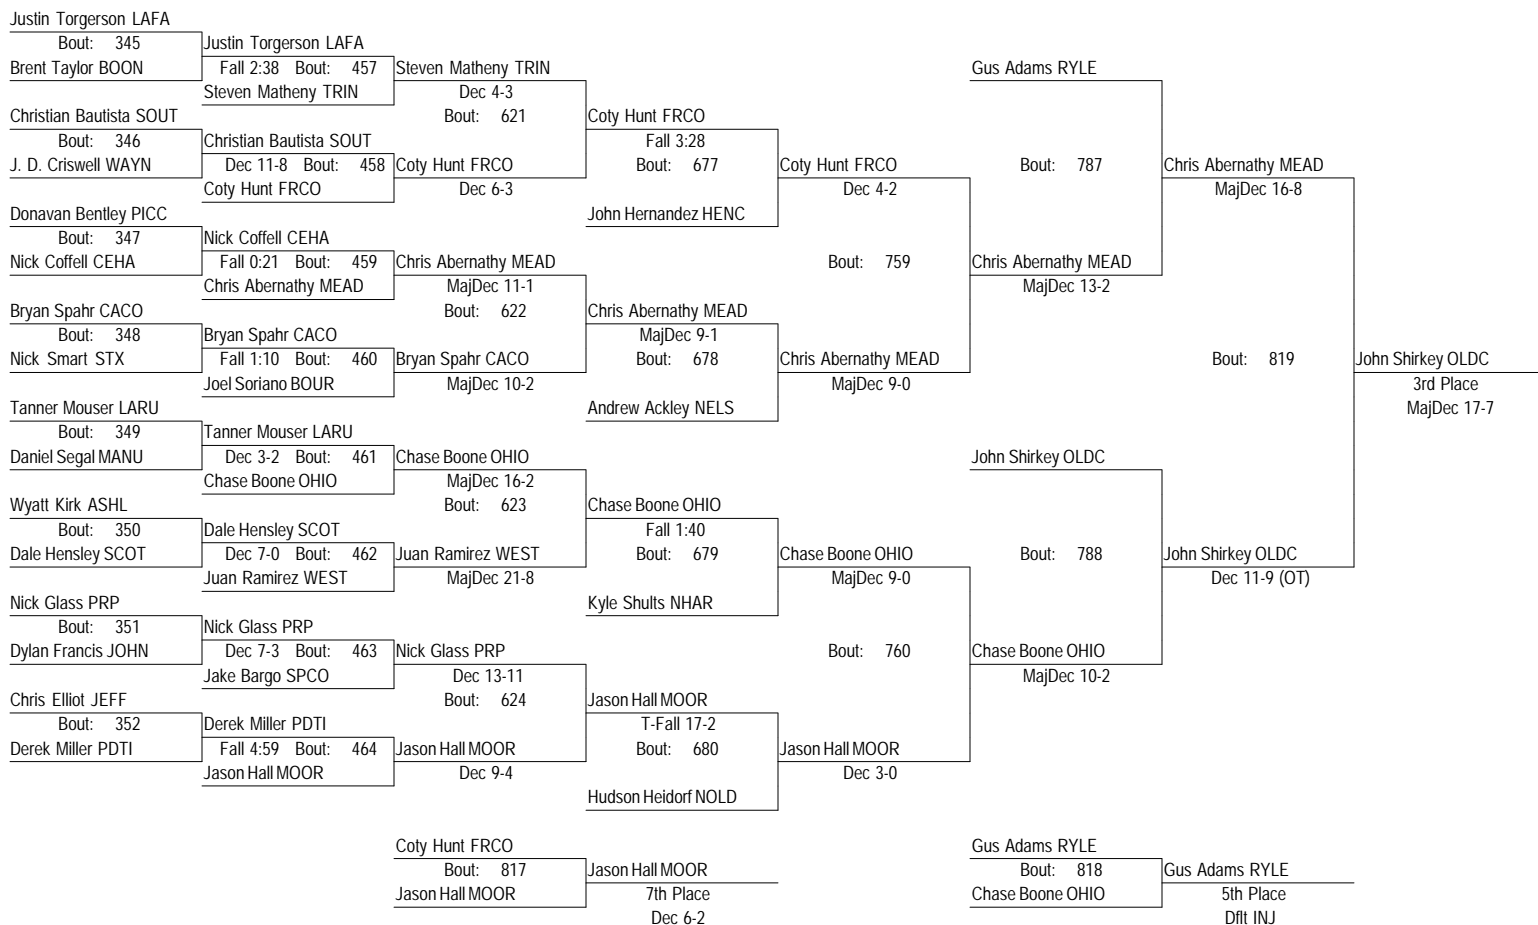 Justin Torgerson LAFA
Bout: 345 Justin Torgerson LAFA
Brent Taylor BOON Fall 2:38 Bout: 457 Steven Matheny TRIN Gus Adams RYLE
Steven Matheny TRIN Dec 4-3
Christian Bautista SOUT Bout: 621 Coty Hunt FRCO
Bout: 346 Christian Bautista SOUT Fall 3:28
J. D. Criswell WAYN Dec 11-8 Bout: 458 Coty Hunt FRCO Bout: 677 Coty Hunt FRCO Bout: 787 Chris Abernathy MEAD
Coty Hunt FRCO Dec 6-3 Dec 4-2 MajDec 16-8
Donavan Bentley PICC John Hernandez HENC
Bout: 347 Nick Coffell CEHA
Nick Coffell CEHA Fall 0:21 Bout: 459 Chris Abernathy MEAD Bout: 759 Chris Abernathy MEAD
Chris Abernathy MEAD MajDec 11-1 MajDec 13-2
Bryan Spahr CACO Bout: 622 Chris Abernathy MEAD
Bout: 348 Bryan Spahr CACO MajDec 9-1
Nick Smart STX Fall 1:10 Bout: 460 Bryan Spahr CACO Bout: 678 Chris Abernathy MEAD Bout: 819 John Shirkey OLDC
Joel Soriano BOUR MajDec 10-2 MajDec 9-0 3rd Place
Tanner Mouser LARU Andrew Ackley NELS MajDec 17-7
Bout: 349 Tanner Mouser LARU
Daniel Segal MANU Dec 3-2 Bout: 461 Chase Boone OHIO John Shirkey OLDC
Chase Boone OHIO MajDec 16-2
Wyatt Kirk ASHL Bout: 623 Chase Boone OHIO
Bout: 350 Dale Hensley SCOT Fall 1:40
Dale Hensley SCOT Dec 7-0 Bout: 462 Juan Ramirez WEST Bout: 679 Chase Boone OHIO Bout: 788 John Shirkey OLDC
Juan Ramirez WEST MajDec 21-8 MajDec 9-0 Dec 11-9 (OT)
Nick Glass PRP Kyle Shults NHAR
Bout: 351 Nick Glass PRP
Dylan Francis JOHN Dec 7-3 Bout: 463 Nick Glass PRP Bout: 760 Chase Boone OHIO
Jake Bargo SPCO Dec 13-11 MajDec 10-2
Chris Elliot JEFF Bout: 624 Jason Hall MOOR
Bout: 352 Derek Miller PDTI T-Fall 17-2
Derek Miller PDTI Fall 4:59 Bout: 464 Jason Hall MOOR Bout: 680 Jason Hall MOOR
Jason Hall MOOR Dec 9-4 Dec 3-0
Hudson Heidorf NOLD
Coty Hunt FRCO Gus Adams RYLE
Bout: 817 Jason Hall MOOR Bout: 818 Gus Adams RYLE
Jason Hall MOOR 7th Place Chase Boone OHIO 5th Place
Dec 6-2 Dflt INJ